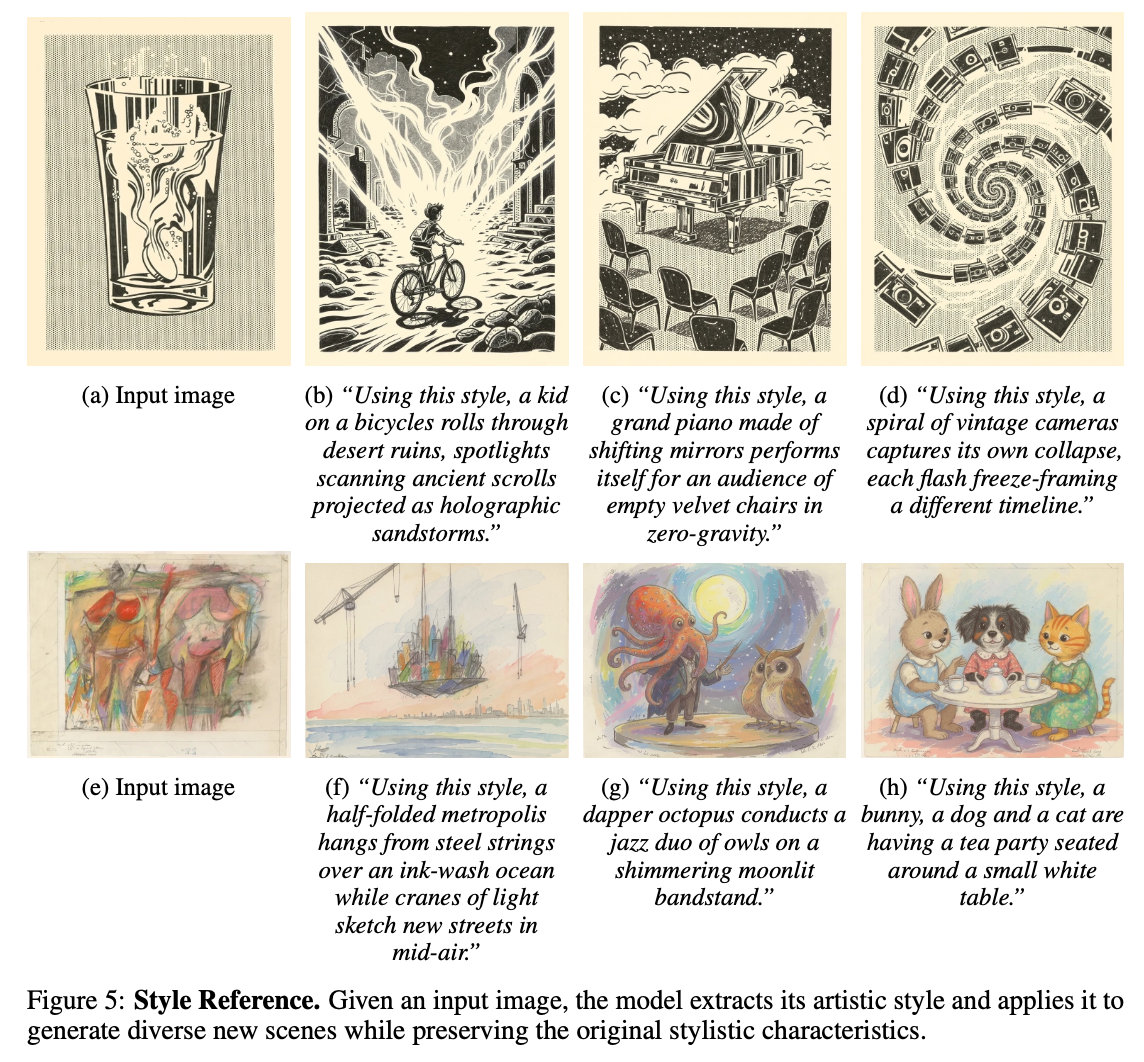 (a) Input image
(b) “Using this style, a kid
on a bicycles rolls through
desert ruins, spotlights
scanning ancient scrolls
projected as holographic
sandstorms.”
(c) “Using this style, a
grand piano made of
shifting mirrors performs
itself for an audience of
empty velvet chairs in
zero-gravity.”
(d) “Using this style, a
spiral of vintage cameras
captures its own collapse,
each flash freeze-framing
a different timeline.”
(e) Input image
(f) “Using this style, a
half-folded metropolis
hangs from steel strings
over an ink-wash ocean
while cranes of light
sketch new streets in
mid-air.”
(g) “Using this style, a
dapper octopus conducts a
jazz duo of owls on a
shimmering moonlit
bandstand.”
(h) “Using this style, a
bunny, a dog and a cat are
having a tea party seated
around a small white
table.”
Figure 5: Style Reference. Given an input image, the model extracts its artistic style and applies it to
generate diverse new scenes while preserving the original stylistic characteristics.